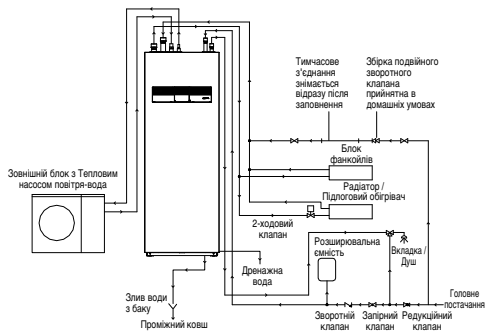 Тимчасове
з'єднання
знімається
відразу після
заповнення
Збірка подвійного
зворотного
клапана
прийнятна в
домашніх умовах
Блок
фанкойлів
Зовнішній блок з Тепловим
насосом повітря-вода
Радіатор /
Підлоговий обігрівач
2-ходовий
клапан
Розширювальна
ємність
Вкладка /
Душ
Дренажна
вода
Злив води
з баку
Головне
постачання
Проміжний ковш
Зворотній
клапан
Запірний
клапан
Редукційний
клапан